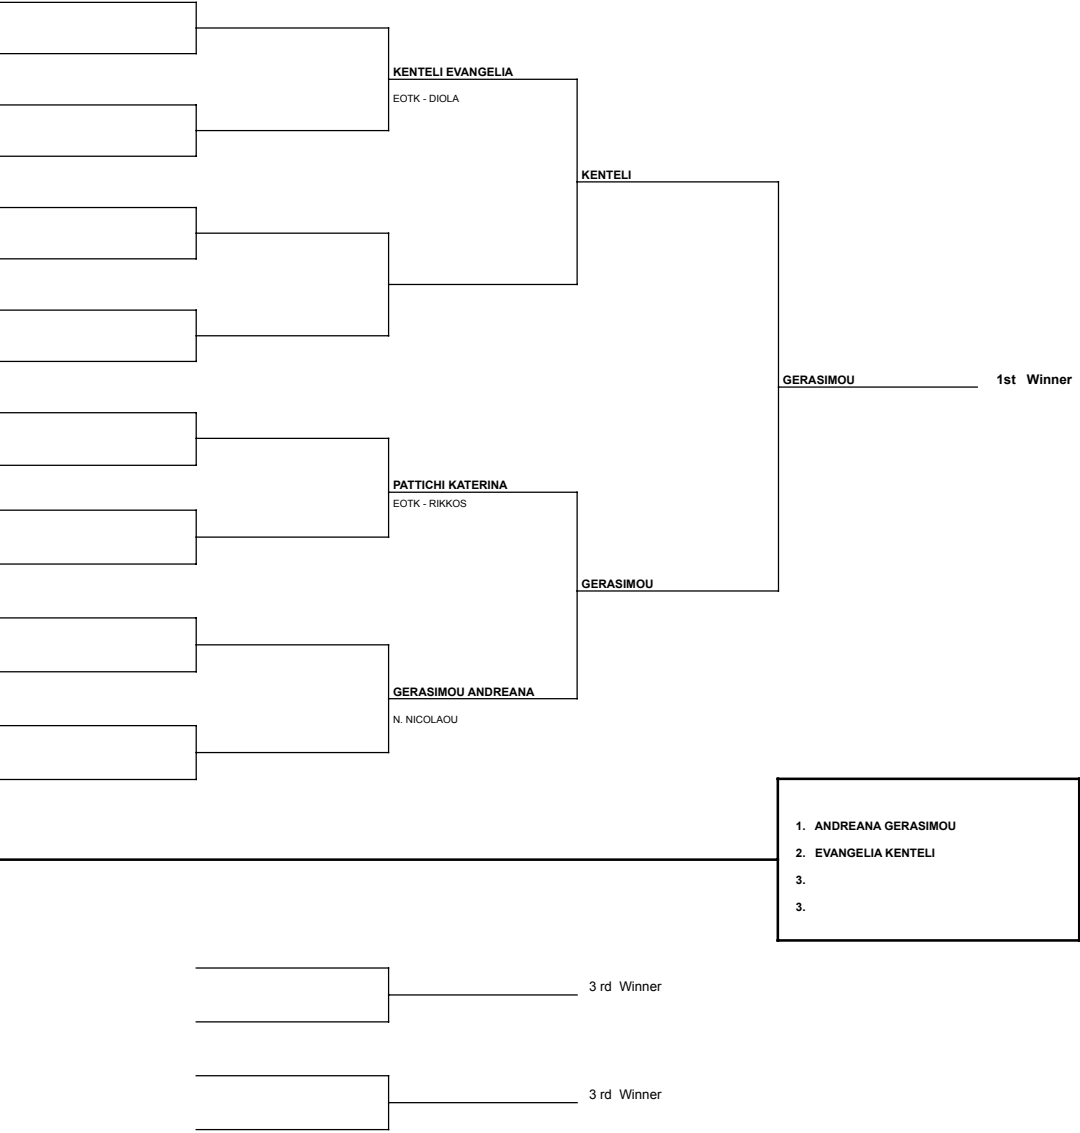 KENTELI EVANGELIA
EOTK - DIOLA
KENTELI
GERASIMOU
1st Winner
PATTICHI KATERINA
EOTK - RIKKOS
GERASIMOU
GERASIMOU ANDREANA
N. NICOLAOU
1. ANDREANA GERASIMOU
2. EVANGELIA KENTELI
3.
3.
3 rd Winner
3 rd Winner